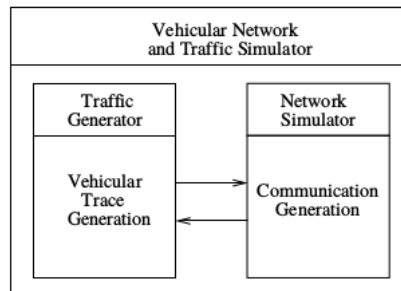 Vehicular Network
and Traffic Simulator
Traffic
Generator
Vehicular
Trace
Generation
Network
Simulator
Communication
Generation